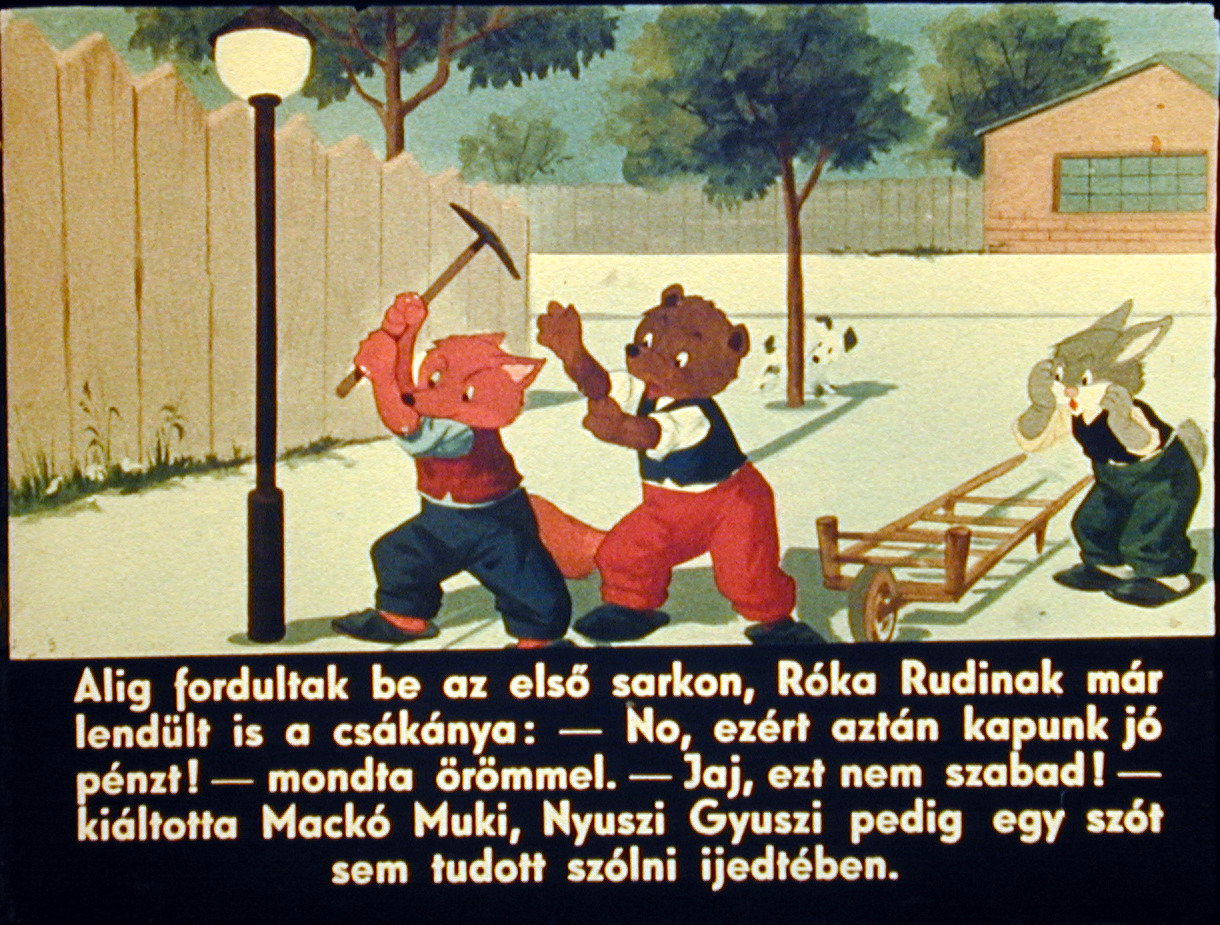 Alig fordultak be az első sarkon, Róka Rudinak már
lendült is a csákánya: — No, ezért aztán kapunk jó
pénzt! — mondta örömmel. — Jaj, ezt nem szabad! —
kiáltotta Mackó Muki, Nyuszi Gyuszi pedig egy szót
sem tudott szólni ijedtében.